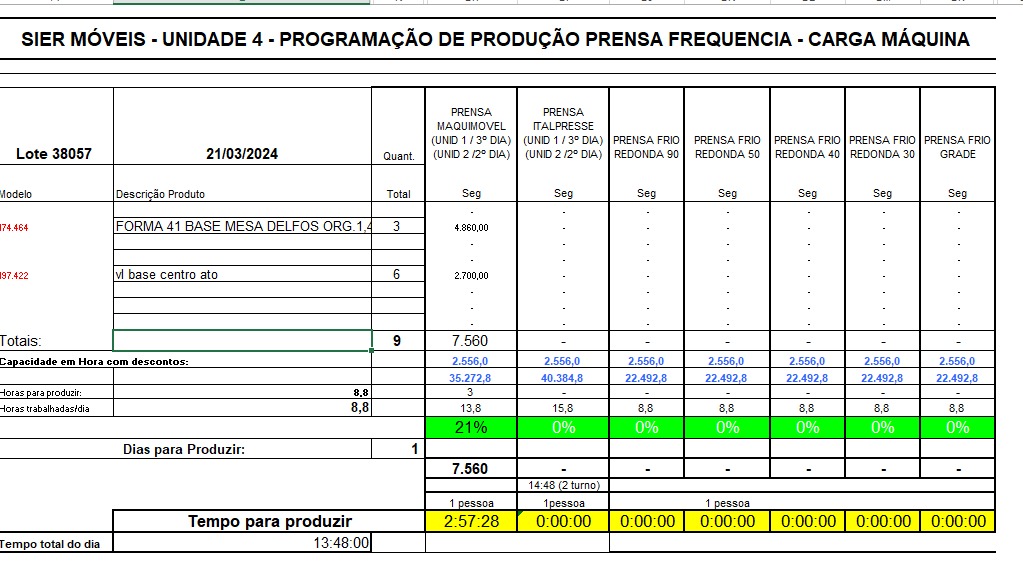 SIER MÓVEIS - UNIDADE 4 - PROGRAMAÇÃO DE PRODUÇÃO PRENSA FREQUENCIA - CARGA MÁQUINA
Lote 38057 21/03/2024 Quant. PRENSA MAQUIMOVEL (UNID 1 / 3º DIA) (UNID 2 /2º DIA) PRENSA ITALPRESSE (UNID 1 / 3º DIA) (UNID 2 /2º DIA) PRENSA FRIO REDONDA 90 PRENSA FRIO REDONDA 50 PRENSA FRIO REDONDA 40 PRENSA FRIO REDONDA 30 PRENSA FRIO GRADE
Modelo Descrição Produto Total Seg Seg Seg Seg Seg Seg Seg
- - - - - - -
174.464 FORMA 41 BASE MESA DELFOS ORG.1,4 3 4.860,00 - - - - - -
- - - - - - -
- - - - - - -
197.422 vl base centro ato 6 2.700,00 - - - - - -
- - - - - - -
- - - - - - -
- - - - - - -
Totais: 9 7.560 - - - - - -
Capacidade em Hora com descontos: 2.556,0 2.556,0 2.556,0 2.556,0 2.556,0 2.556,0 2.556,0
35.272,8 40.384,8 22.492,8 22.492,8 22.492,8 22.492,8 22.492,8
Horas para produzir: 8,8 3 - - - - - -
Horas trabalhadas/dia 8,8 13,8 15,8 8,8 8,8 8,8 8,8 8,8
21% 0% 0% 0% 0% 0% 0%
Dias para Produzir: 1
7.560 - - - - - -
14:48 (2 turno)
1 pessoa 1pessoa 1 pessoa
Tempo para produzir 2:57:28 0:00:00 0:00:00 0:00:00 0:00:00 0:00:00 0:00:00
Tempo total do dia 13:48:00